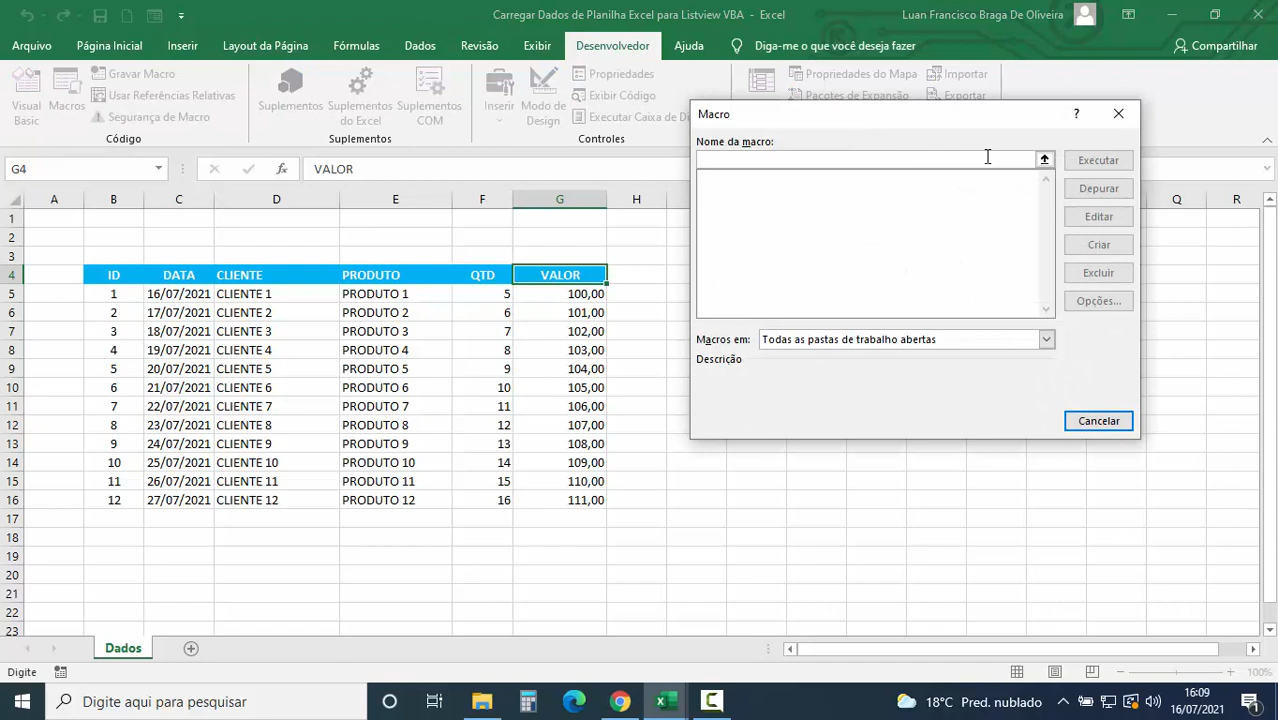 Carregar Dados de Planilha Excel para Listview VBA - Excel
Luan Francisco Braga De Oliveira
Arquivo Página Inicial Inserir Layout da Página Fórmulas Dados Revisão Exibir Desenvolvedor Ajuda Diga-me o que você deseja fazer Compartilhar
Visual Basic
Macros
Gravar Macro
Usar Referências Relativas
Segurança de Macro
Código
Suplementos
Suplementos do Excel
Suplementos COM
Suplementos
Inserir
Modo de Design
Propriedades
Exibir Código
Executar Caixa de Di
Controles
Propriedades do Mapa
Pacotes de Expansão
Importar
Exportar
Macro ?
Nome da macro:
Executar
Depurar
Editar
Criar
Excluir
Opções...
Macros em: Todas as pastas de trabalho abertas
Descrição
Cancelar
G4 fx VALOR
A B C D E F G H Q R
1
2
3
4 ID DATA CLIENTE PRODUTO QTD VALOR
5 1 16/07/2021 CLIENTE 1 PRODUTO 1 5 100,00
6 2 17/07/2021 CLIENTE 2 PRODUTO 2 6 101,00
7 3 18/07/2021 CLIENTE 3 PRODUTO 3 7 102,00
8 4 19/07/2021 CLIENTE 4 PRODUTO 4 8 103,00
9 5 20/07/2021 CLIENTE 5 PRODUTO 5 9 104,00
10 6 21/07/2021 CLIENTE 6 PRODUTO 6 10 105,00
11 7 22/07/2021 CLIENTE 7 PRODUTO 7 11 106,00
12 8 23/07/2021 CLIENTE 8 PRODUTO 8 12 107,00
13 9 24/07/2021 CLIENTE 9 PRODUTO 9 13 108,00
14 10 25/07/2021 CLIENTE 10 PRODUTO 10 14 109,00
15 11 26/07/2021 CLIENTE 11 PRODUTO 11 15 110,00
16 12 27/07/2021 CLIENTE 12 PRODUTO 12 16 111,00
17
18
19
20
21
22
23
Dados
Digite 100%
Digite aqui para pesquisar
18°C Pred. nublado
16:09
16/07/2021
1